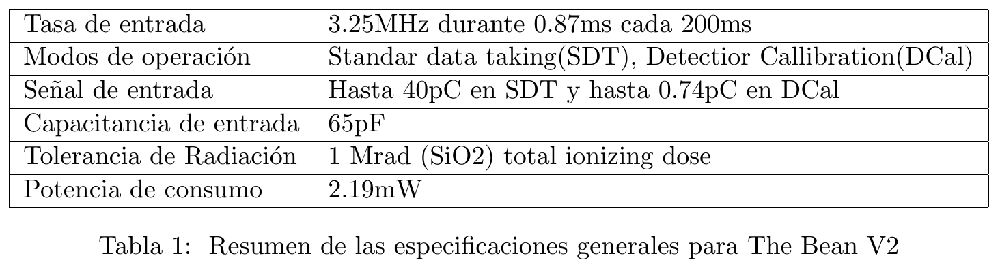 Tasa de entrada 3.25MHz durante 0.87ms cada 200ms
Modos de operación Standar data taking(SDT), Detectior Callibration(DCal)
Señal de entrada Hasta 40pC en SDT y hasta 0.74pC en DCal
Capacitancia de entrada 65pF
Tolerancia de Radiación 1 Mrad (SiO2) total ionizing dose
Potencia de consumo 2.19mW
Tabla 1: Resumen de las especificaciones generales para The Bean V2